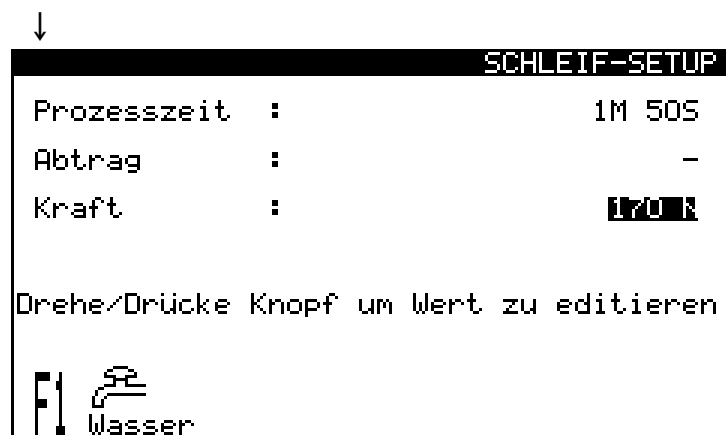 ↓
SCHLEIF-SETUP
Prozesszeit : 1M 50S
Abtrag : -
Kraft : 170 N
Drehe/Drücke Knopf um Wert zu editieren
F1 Wasser